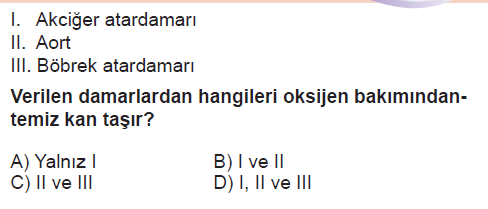 I. Akciğer atardamarı
II. Aort
III. Böbrek atardamarı
Verilen damarlardan hangileri oksijen bakımından-
temiz kan taşır?
A) Yalnız I B) I ve II
C) II ve III D) I, II ve III